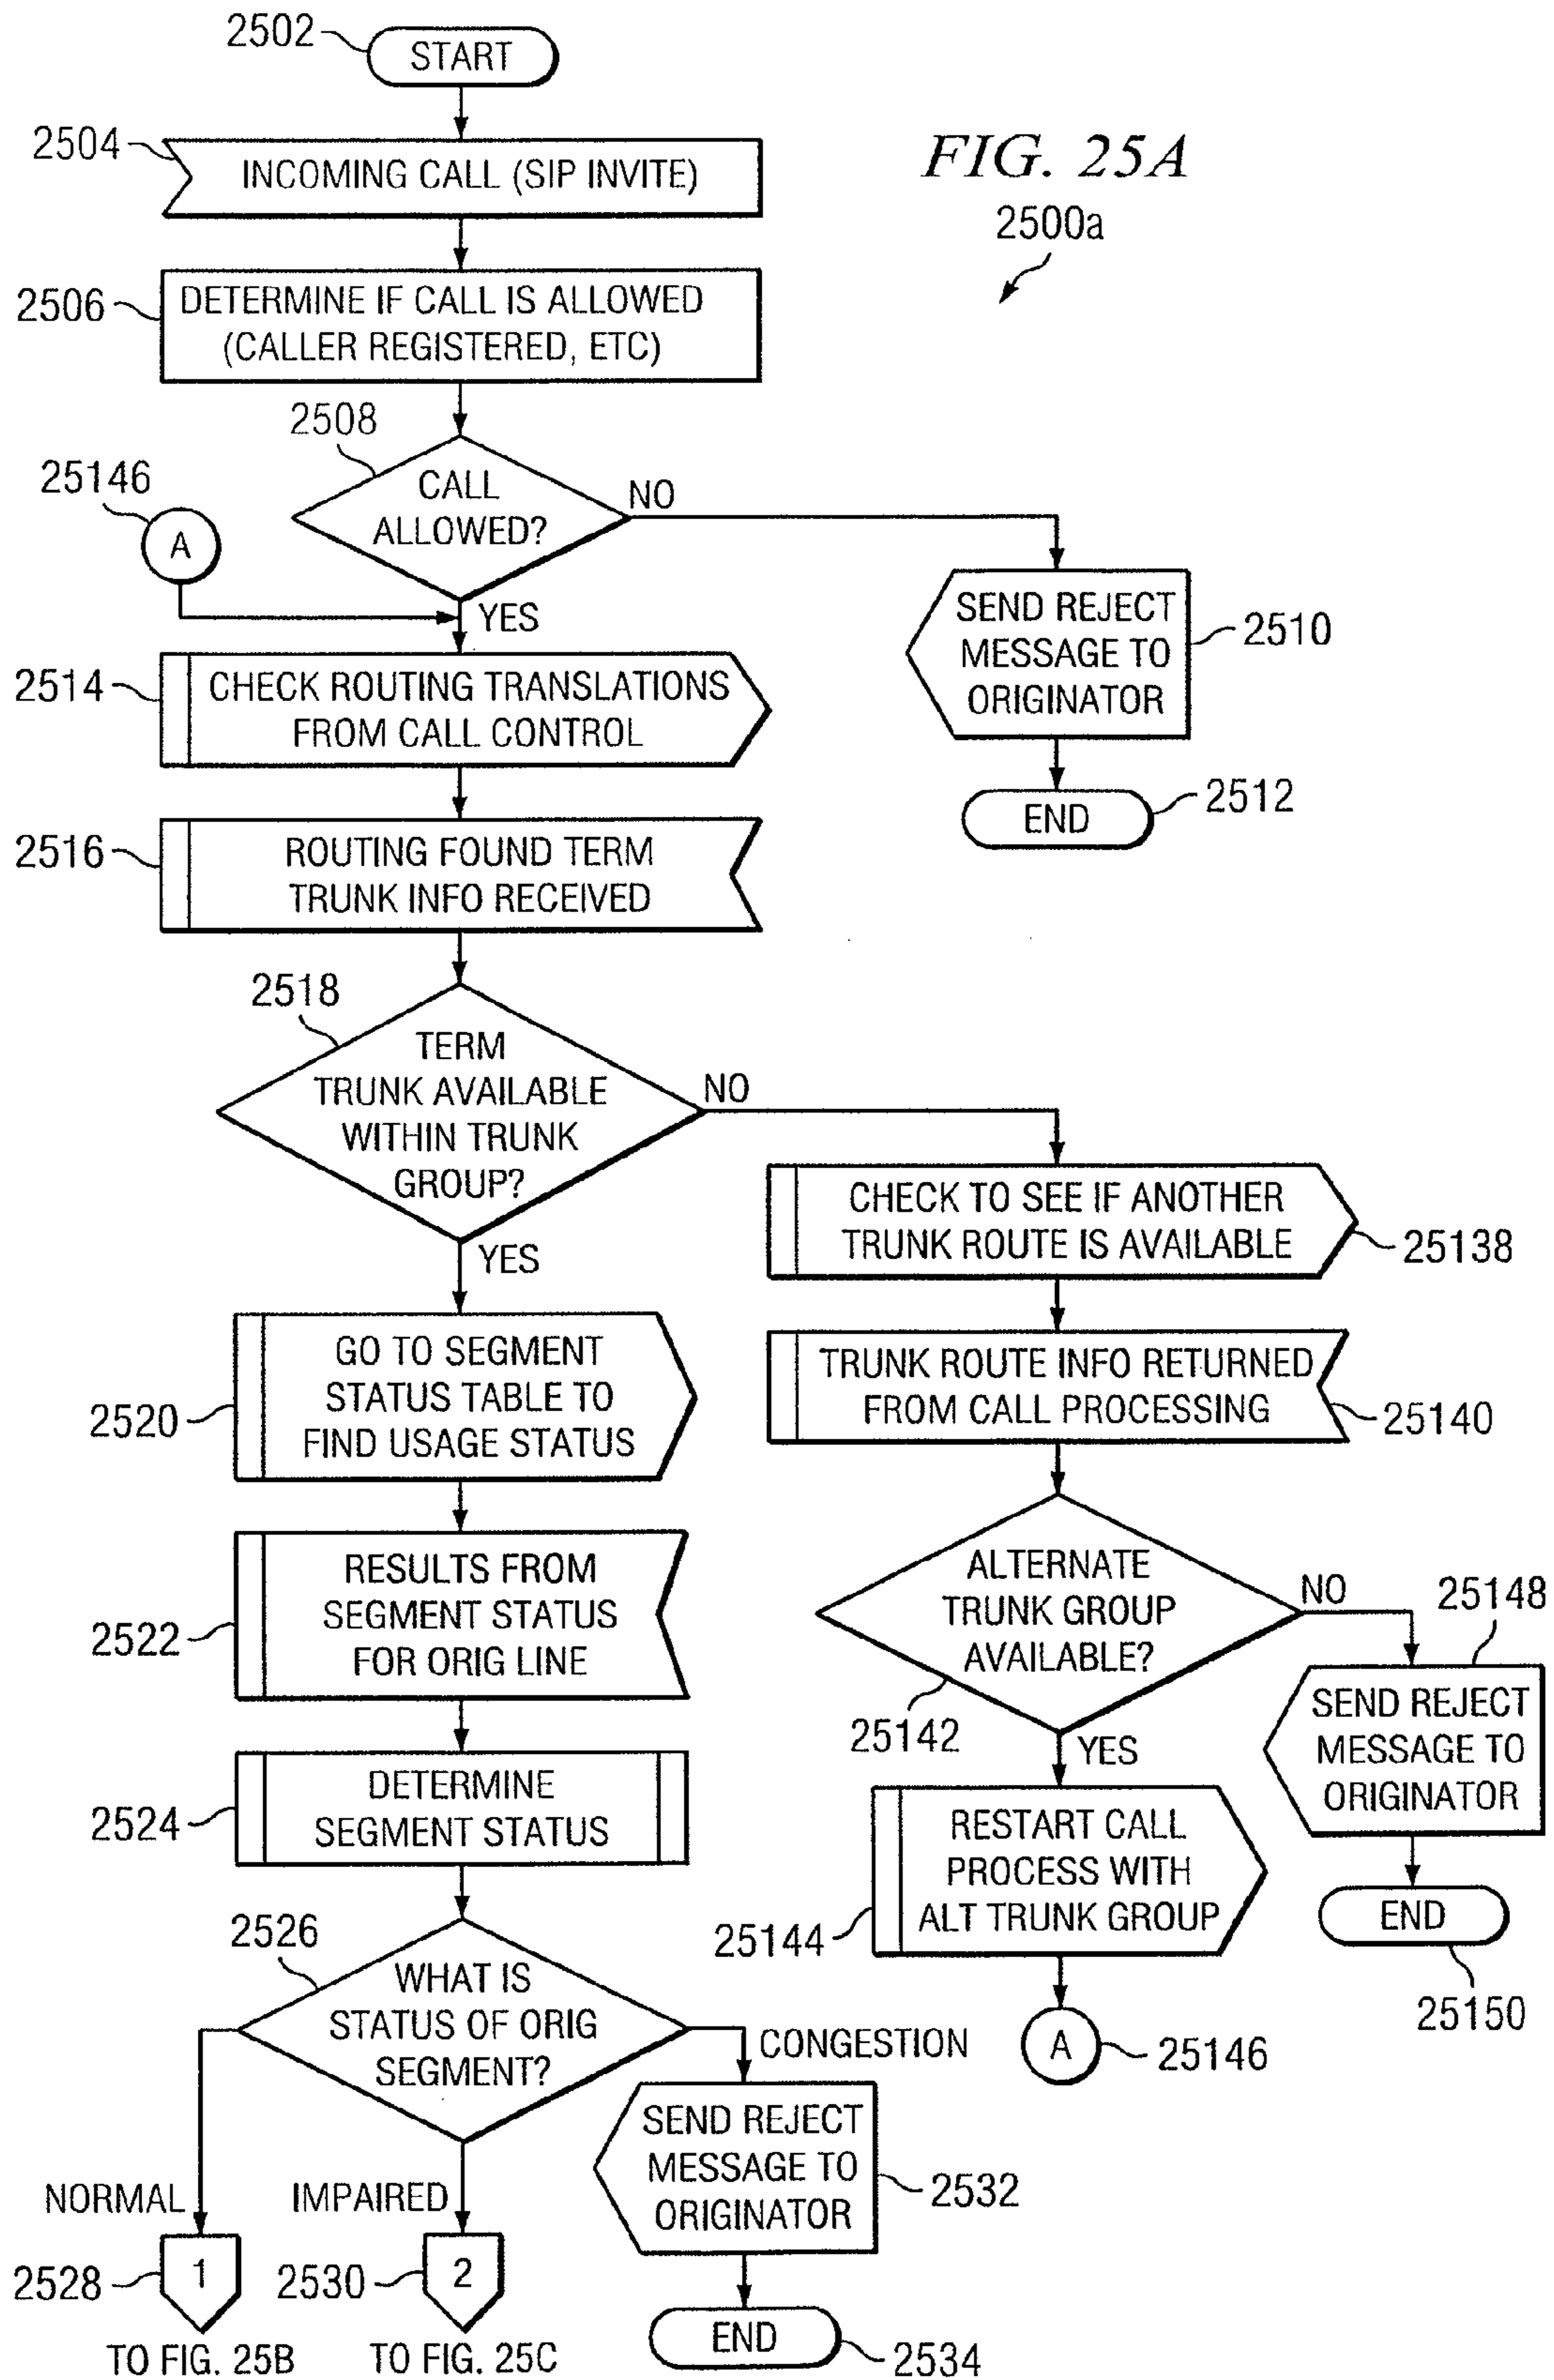 2502
START
FIG. 25A
2500a
2504
INCOMING CALL (SIP INVITE)
2506
DETERMINE IF CALL IS ALLOWED
(CALLER REGISTERED, ETC)
2508
CALL
ALLOWED?
NO
25146
A
YES
SEND REJECT
MESSAGE TO
ORIGINATOR
2510
END
2512
2514
CHECK ROUTING TRANSLATIONS
FROM CALL CONTROL
2516
ROUTING FOUND TERM
TRUNK INFO RECEIVED
2518
TERM
TRUNK AVAILABLE
WITHIN TRUNK
GROUP?
NO
YES
CHECK TO SEE IF ANOTHER
TRUNK ROUTE IS AVAILABLE
25138
TRUNK ROUTE INFO RETURNED
FROM CALL PROCESSING
25140
2520
GO TO SEGMENT
STATUS TABLE TO
FIND USAGE STATUS
2522
RESULTS FROM
SEGMENT STATUS
FOR ORIG LINE
ALTERNATE
TRUNK GROUP
AVAILABLE?
25142
NO
25148
YES
SEND REJECT
MESSAGE TO
ORIGINATOR
END
25150
2524
DETERMINE
SEGMENT STATUS
RESTART CALL
PROCESS WITH
ALT TRUNK GROUP
25144
A
25146
2526
WHAT IS
STATUS OF ORIG
SEGMENT?
CONGESTION
SEND REJECT
MESSAGE TO
ORIGINATOR
2532
END
2534
NORMAL
IMPAIRED
2528
1
2530
2
TO FIG. 25B
TO FIG. 25C